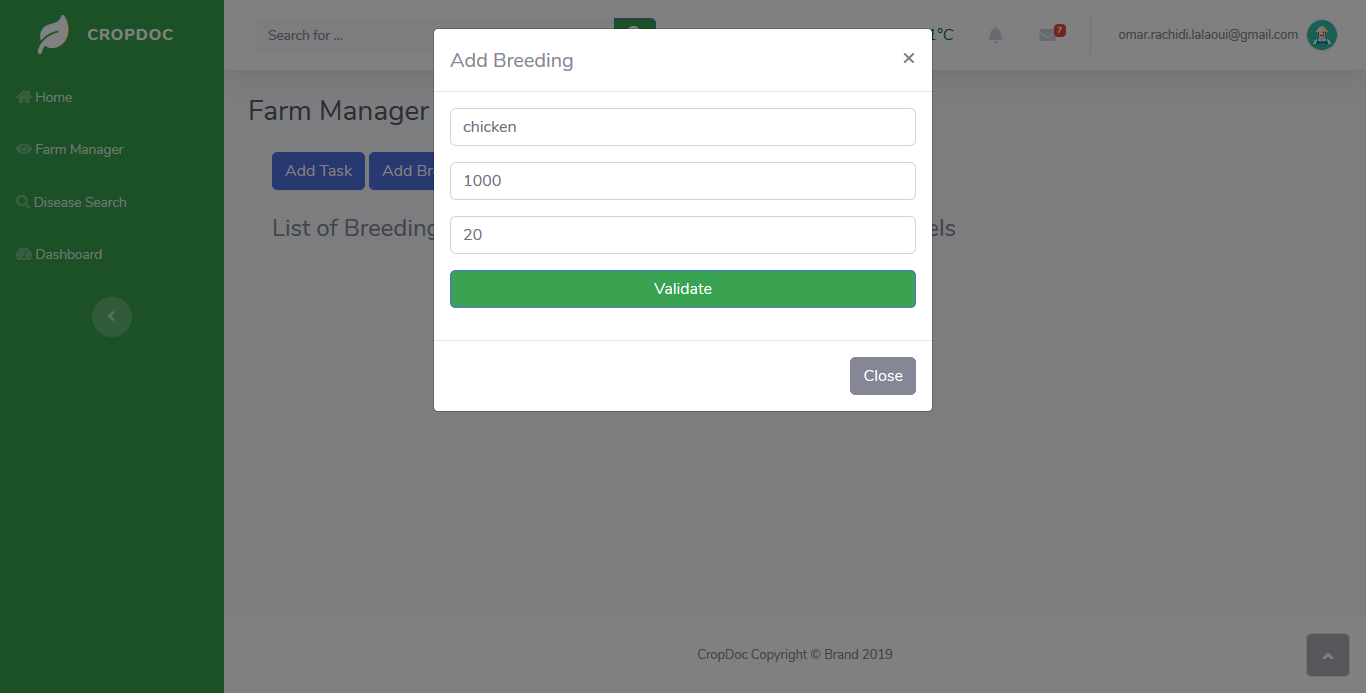 CROPDOC
Home
Farm Manager
Disease Search
Dashboard
Search for ...
1°C
7
omar.rachidi.lalaoui@gmail.com
Farm Manager
Add Task
Add Br
List of Breeding
els
Add Breeding
×
chicken
1000
20
Validate
Close
CropDoc Copyright © Brand 2019